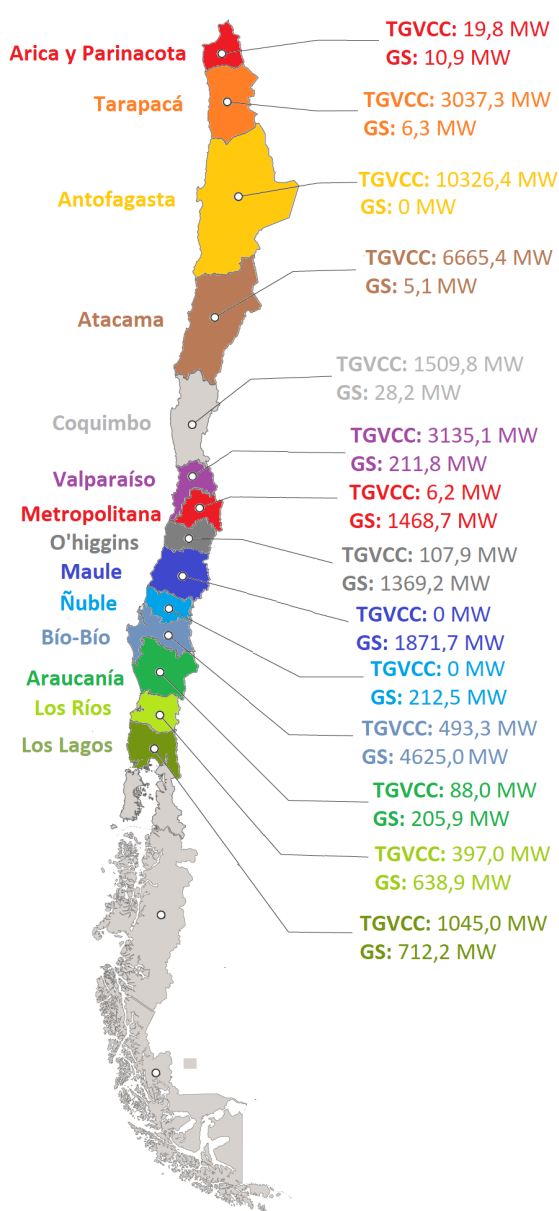 Arica y Parinacota
TGVCC: 19,8 MW
GS: 10,9 MW
Tarapacá
TGVCC: 3037,3 MW
GS: 6,3 MW
Antofagasta
TGVCC: 10326,4 MW
GS: 0 MW
Atacama
TGVCC: 6665,4 MW
GS: 5,1 MW
Coquimbo
TGVCC: 1509,8 MW
GS: 28,2 MW
Valparaíso
TGVCC: 3135,1 MW
GS: 211,8 MW
Metropolitana
TGVCC: 6,2 MW
GS: 1468,7 MW
O'higgins
TGVCC: 107,9 MW
GS: 1369,2 MW
Maule
TGVCC: 0 MW
GS: 1871,7 MW
Ñuble
TGVCC: 0 MW
GS: 212,5 MW
Bío-Bío
TGVCC: 493,3 MW
GS: 4625,0 MW
Araucanía
TGVCC: 88,0 MW
GS: 205,9 MW
Los Ríos
TGVCC: 397,0 MW
GS: 638,9 MW
Los Lagos
TGVCC: 1045,0 MW
GS: 712,2 MW